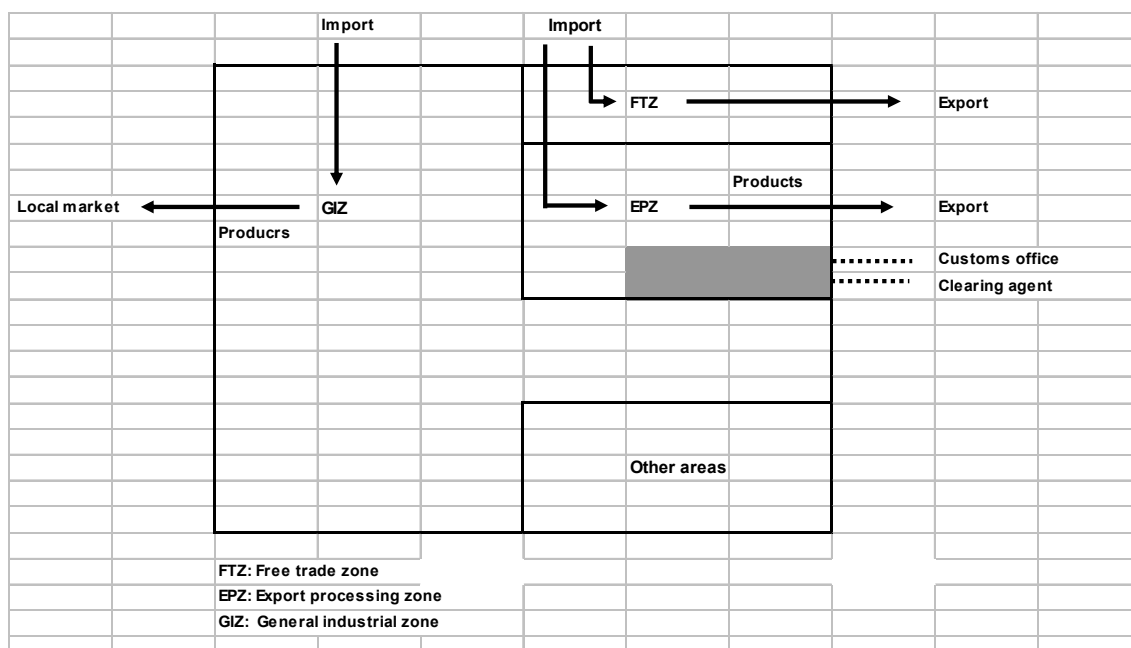 Import
Import
FTZ
Export
Products
Local market
GIZ
EPZ
Export
Producrs
Customs office
Clearing agent
Other areas
FTZ: Free trade zone
EPZ: Export processing zone
GIZ: General industrial zone